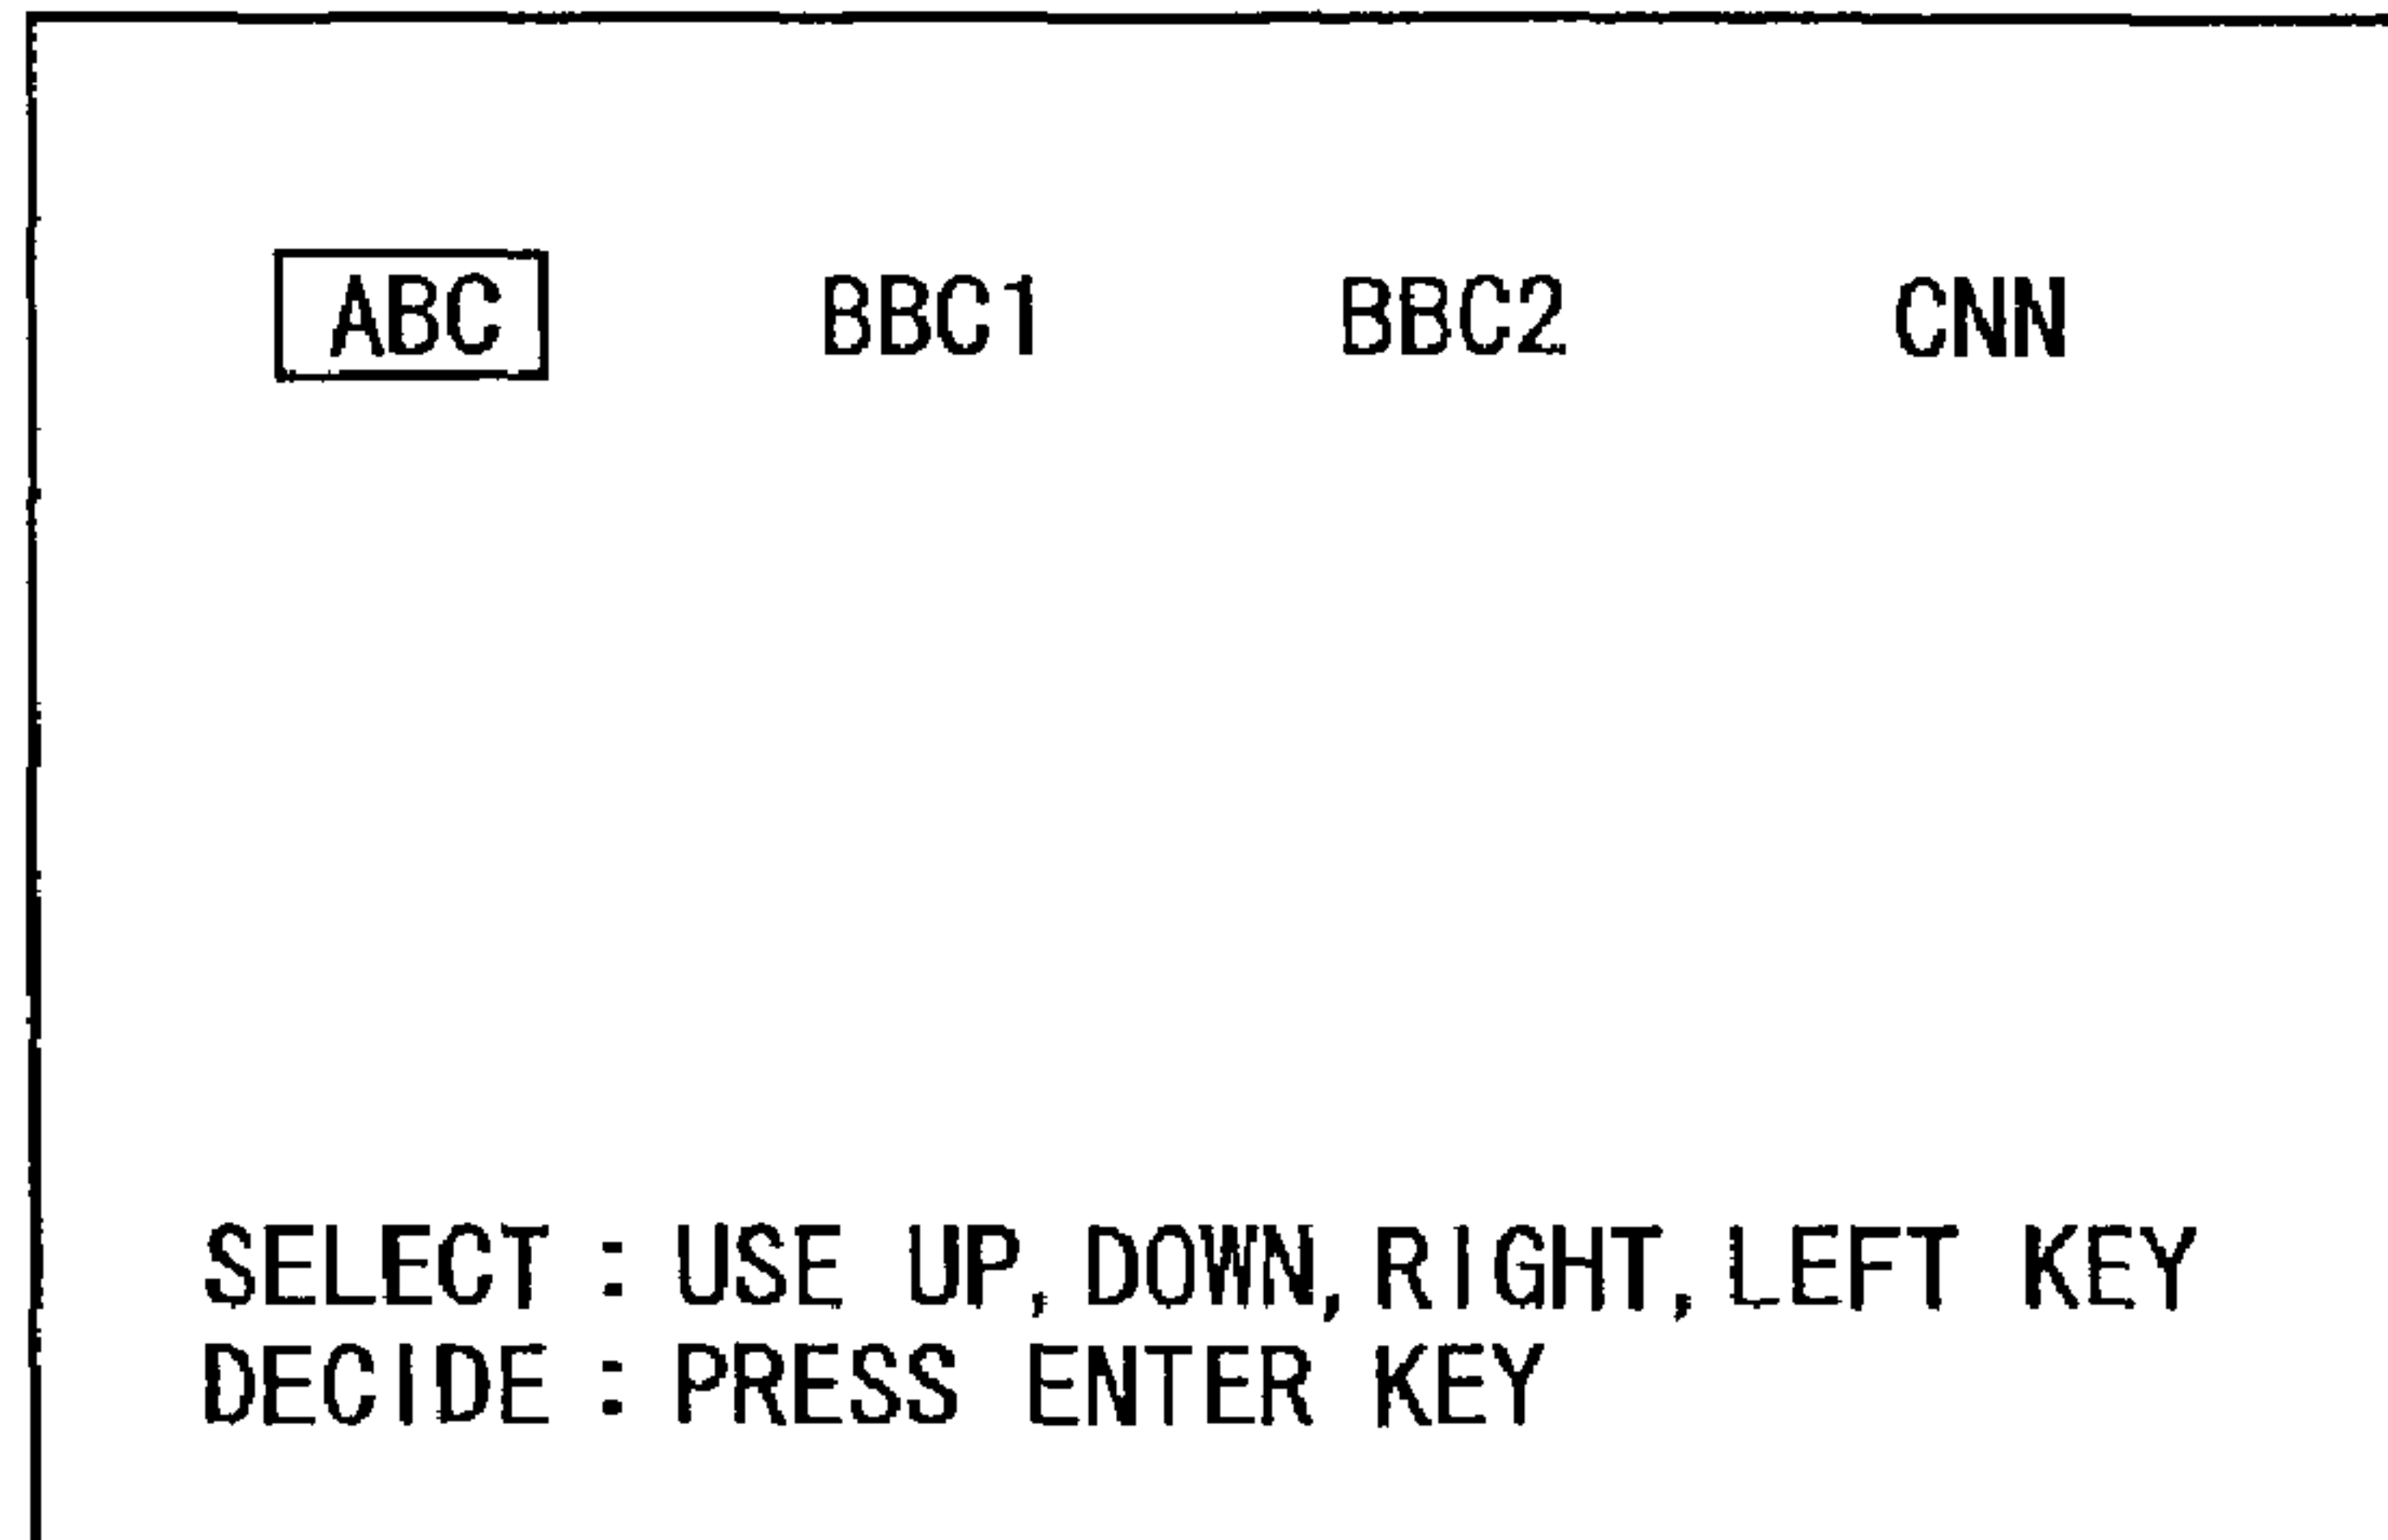 ABC BBC1 BBC2 CNN
SELECT : USE UP, DOWN, RIGHT, LEFT KEY
DECIDE : PRESS ENTER KEY